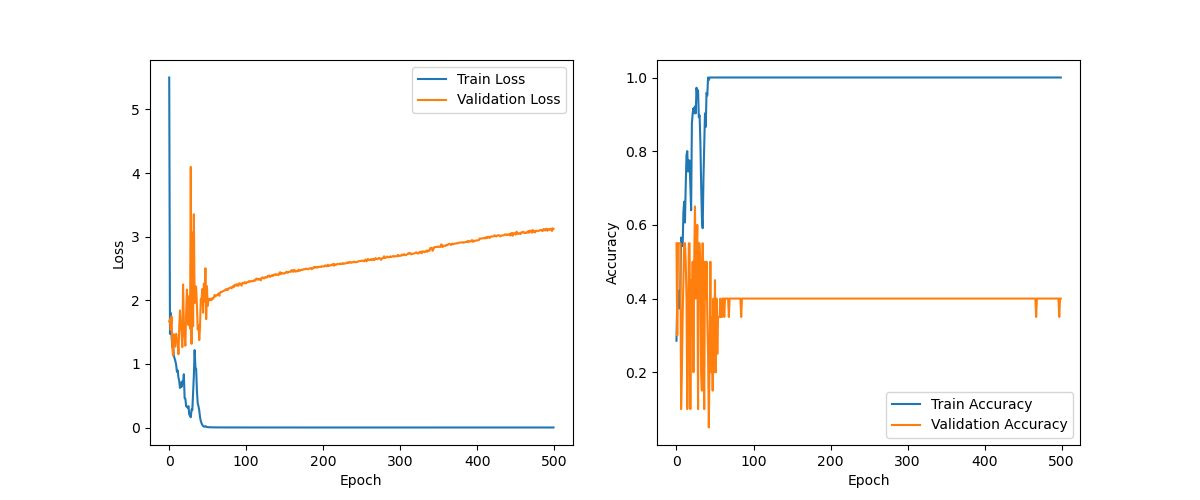 Train Loss
Validation Loss
5
4
3
2
1
0
Loss
0 100 200 300 400 500
Epoch
1.0
0.8
0.6
0.4
0.2
Accuracy
Train Accuracy
Validation Accuracy
0 100 200 300 400 500
Epoch